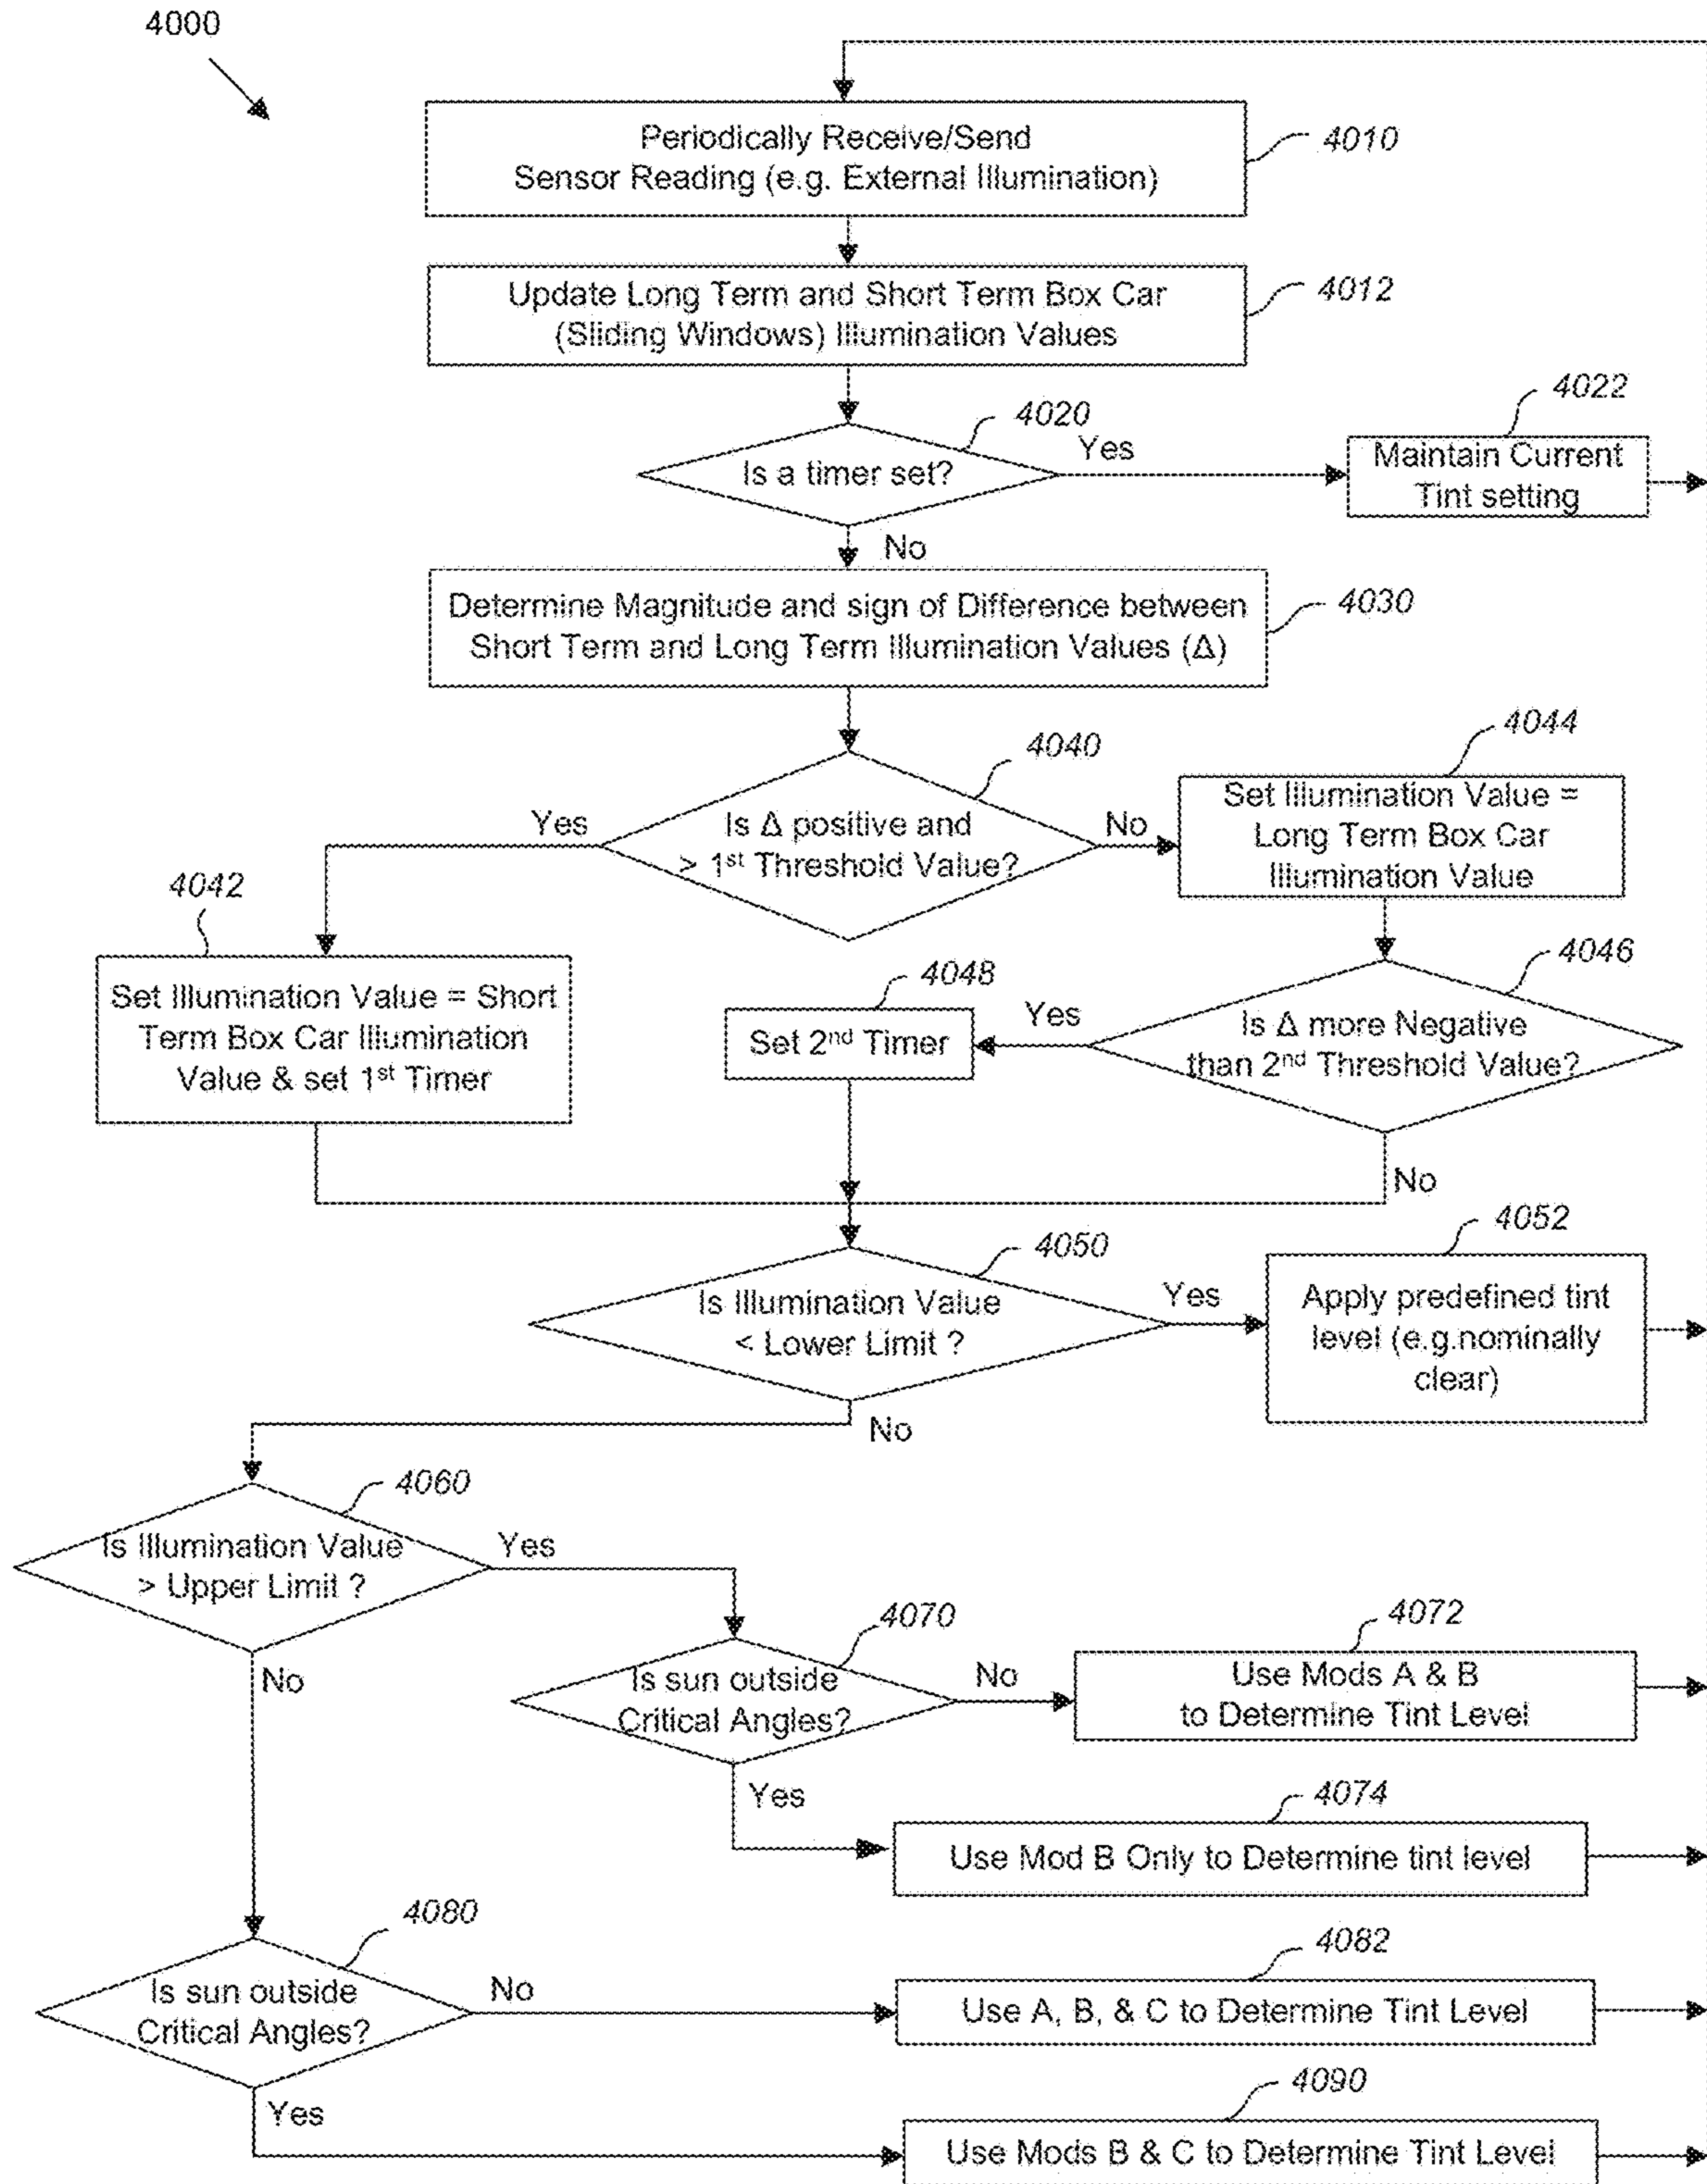 4000
Periodically Receive/Send
Sensor Reading (e.g. External Illumination)
4010
Update Long Term and Short Term Box Car
(Sliding Windows) Illumination Values
4012
4020
Is a timer set?
Yes
4022
Maintain Current
Tint setting
No
Determine Magnitude and sign of Difference between
Short Term and Long Term Illumination Values (Δ)
4030
4040
Is Δ positive and
> 1st Threshold Value?
Yes
No
4044
Set Illumination Value =
Long Term Box Car
Illumination Value
4042
Set Illumination Value = Short
Term Box Car Illumination
Value & set 1st Timer
4048
Set 2nd Timer
Yes
4046
Is Δ more Negative
than 2nd Threshold Value?
No
4050
Is Illumination Value
< Lower Limit ?
Yes
4052
Apply predefined tint
level (e.g.nominally
clear)
No
4060
Is Illumination Value
> Upper Limit ?
Yes
No
4070
Is sun outside
Critical Angles?
No
4072
Use Mods A & B
to Determine Tint Level
Yes
4074
Use Mod B Only to Determine tint level
4080
Is sun outside
Critical Angles?
No
4082
Use A, B, & C to Determine Tint Level
Yes
4090
Use Mods B & C to Determine Tint Level